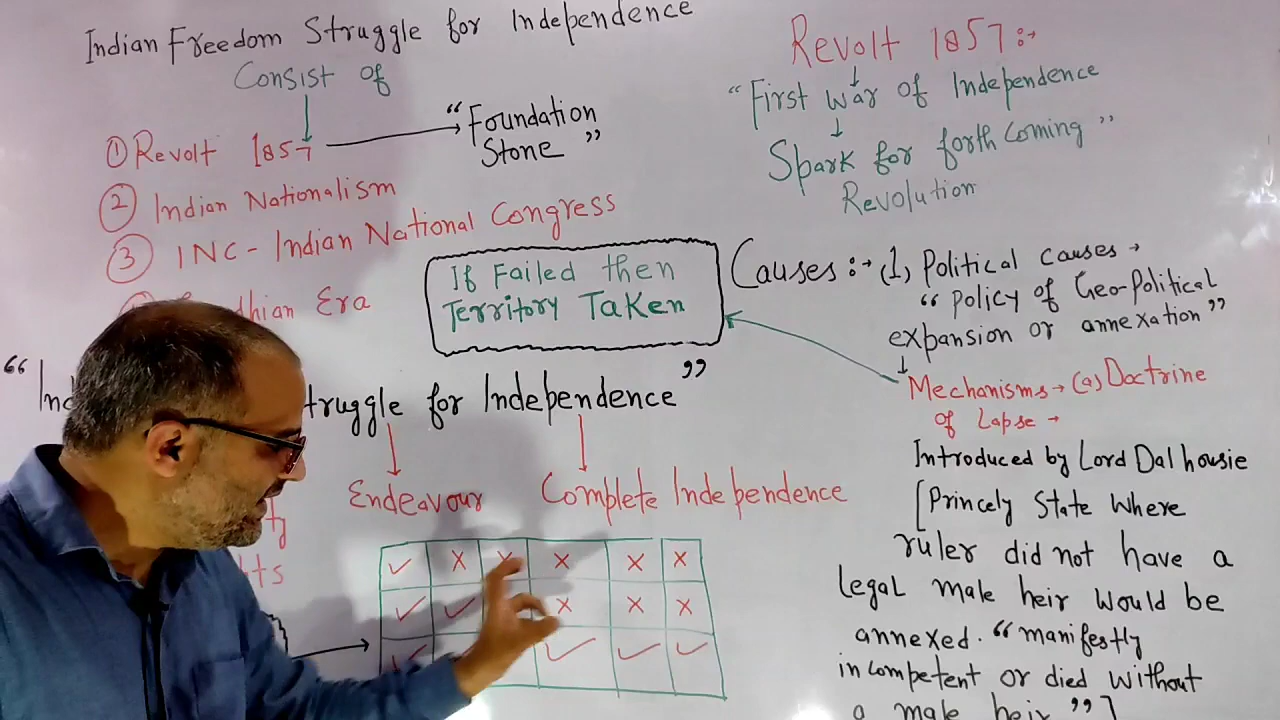 Indian Freedom Struggle for Independence
Consist of
① Revolt 1857
"Foundation
Stone"
② Indian Nationalism
③ INC - Indian National Congress
Era
If Failed then
Territory Taken
for Independence"
Endeavour
Complete Independence
✓ x x x x x
✓ ✓ x x x
✓ ✓ ✓ ✓
Revolt 1857:→
"First war of Independence
Spark for forth Coming"
Revolution
Causes:→ (1) Political causes →
"policy of Geo-political
expansion or annexation"
Mechanisms → (a) Doctrine
of Lapse →
Introduced by Lord Dalhousie
[Princely State where
ruler did not have a
legal male heir would be
annexed. "manifestly
incompetent or died without
a male heir"]